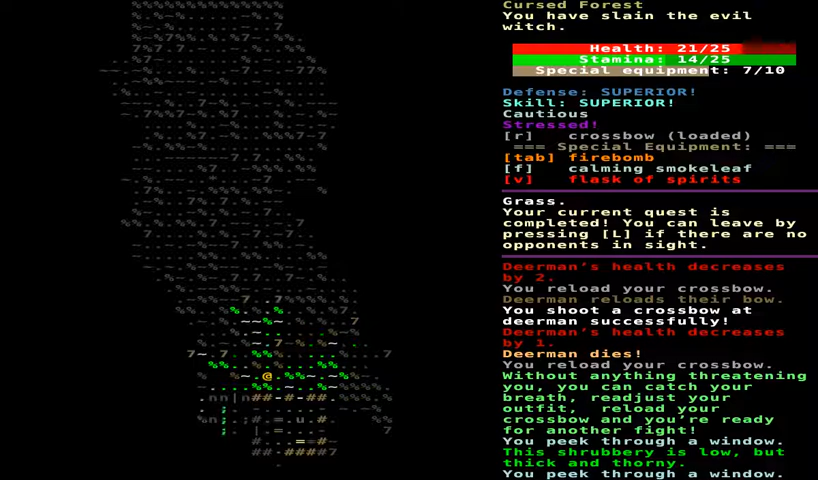 Cursed Forest
You have slain the evil
witch.
Health: 21/25
Stamina: 14/25
Special equipment: 7/10
Defense: SUPERIOR!
Skill: SUPERIOR!
Cautious
Stressed!
[r] crossbow (loaded)
=== Special Equipment: ===
[tab] firebomb
[f] calming smokeleaf
[v] flask of spirits
Grass.
Your current quest is
completed! You can leave by
pressing [L] if there are no
opponents in sight.
Deerman's health decreases
by 2.
You reload your crossbow.
Deerman reloads their bow.
You shoot a crossbow at
deerman successfully!
Deerman's health decreases
by 1.
Deerman dies!
You reload your crossbow.
Without anything threatening
you, you can catch your
breath, readjust your
outfit, reload your
crossbow and you're ready
for another fight!
You peek through a window.
This shrubbery is low, but
thick and thorny.
You peek through a window.